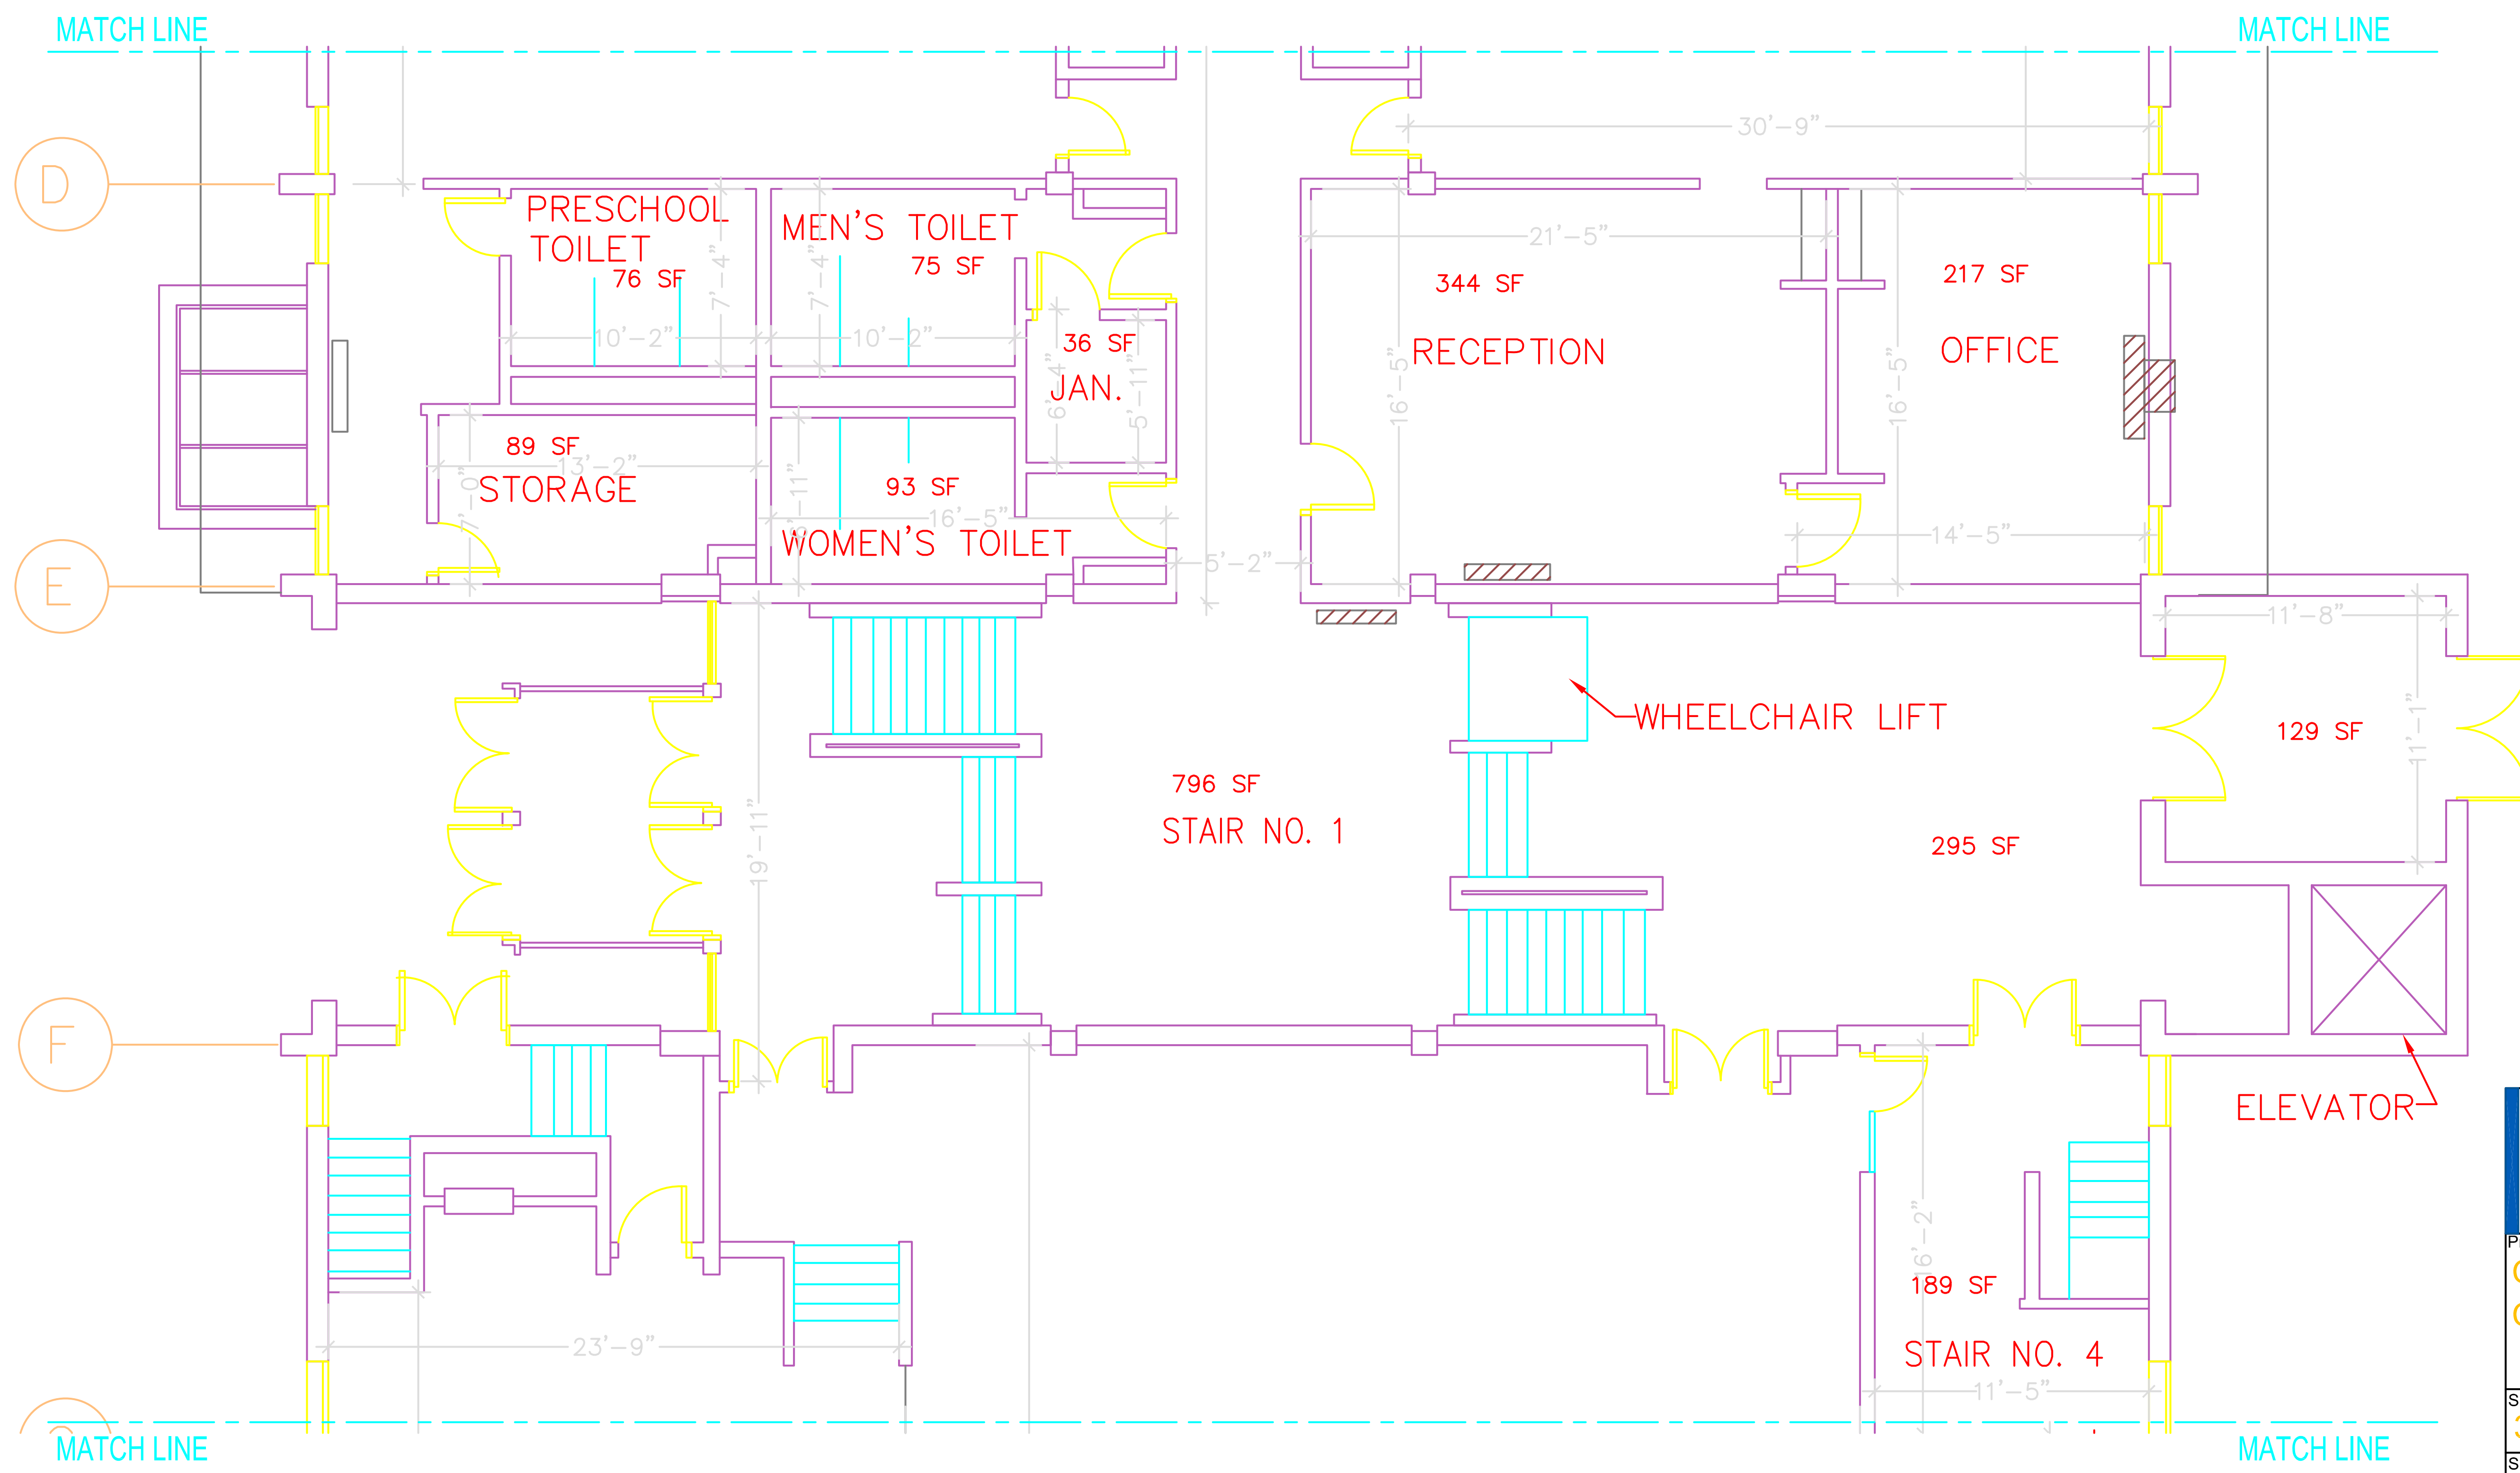 MATCH LINE
MATCH LINE
D
30'-9"
PRESCHOOL
TOILET
76 SF
7'-4"
10'-2"
MEN'S TOILET
75 SF
7'-4"
10'-2"
36 SF
JAN.
6'-4"
5'-11"
21'-5"
344 SF
RECEPTION
16'-5"
217 SF
OFFICE
16'-5"
89 SF
13'-2"
STORAGE
7'-0"
93 SF
16'-5"
WOMEN'S TOILET
14'-5"
5'-2"
E
11'-8"
11'-1"
129 SF
WHEELCHAIR LIFT
796 SF
STAIR NO. 1
19'-11"
295 SF
F
ELEVATOR
16'-2"
189 SF
STAIR NO. 4
11'-5"
23'-9"
MATCH LINE
MATCH LINE